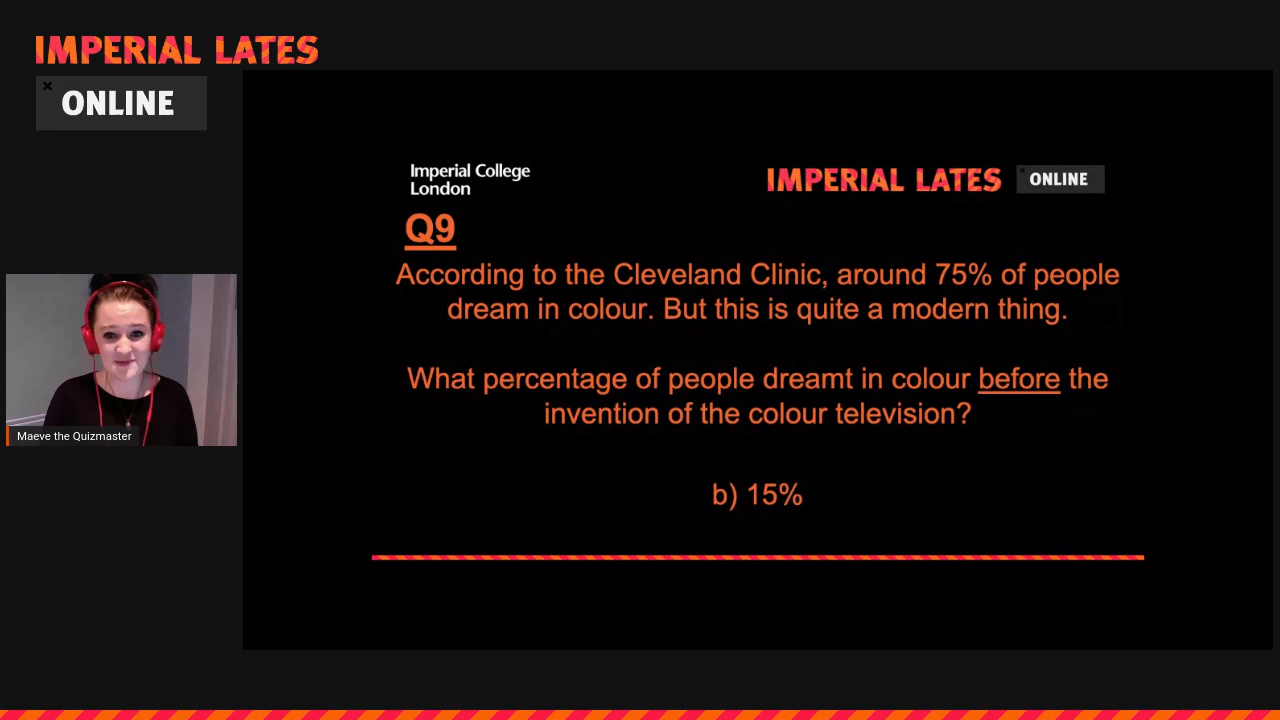 IMPERIAL LATES
ONLINE
Imperial College
London
IMPERIAL LATES
ONLINE
Q9
According to the Cleveland Clinic, around 75% of people
dream in colour. But this is quite a modern thing.
What percentage of people dreamt in colour before the
invention of the colour television?
b) 15%
Maeve the Quizmaster